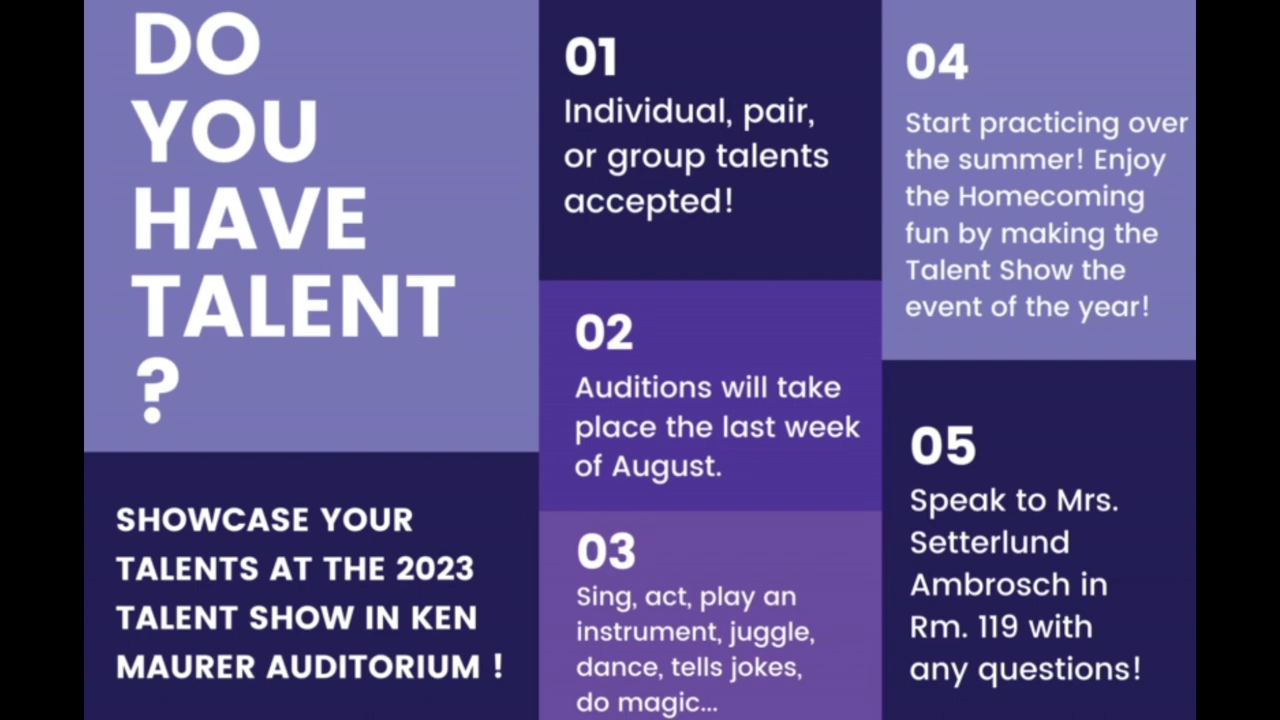 DO
YOU
HAVE
TALENT
?
SHOWCASE YOUR
TALENTS AT THE 2023
TALENT SHOW IN KEN
MAURER AUDITORIUM !
01
Individual, pair,
or group talents
accepted!
02
Auditions will take
place the last week
of August.
03
Sing, act, play an
instrument, juggle,
dance, tells jokes,
do magic...
04
Start practicing over
the summer! Enjoy
the Homecoming
fun by making the
Talent Show the
event of the year!
05
Speak to Mrs.
Setterlund
Ambrosch in
Rm. 119 with
any questions!